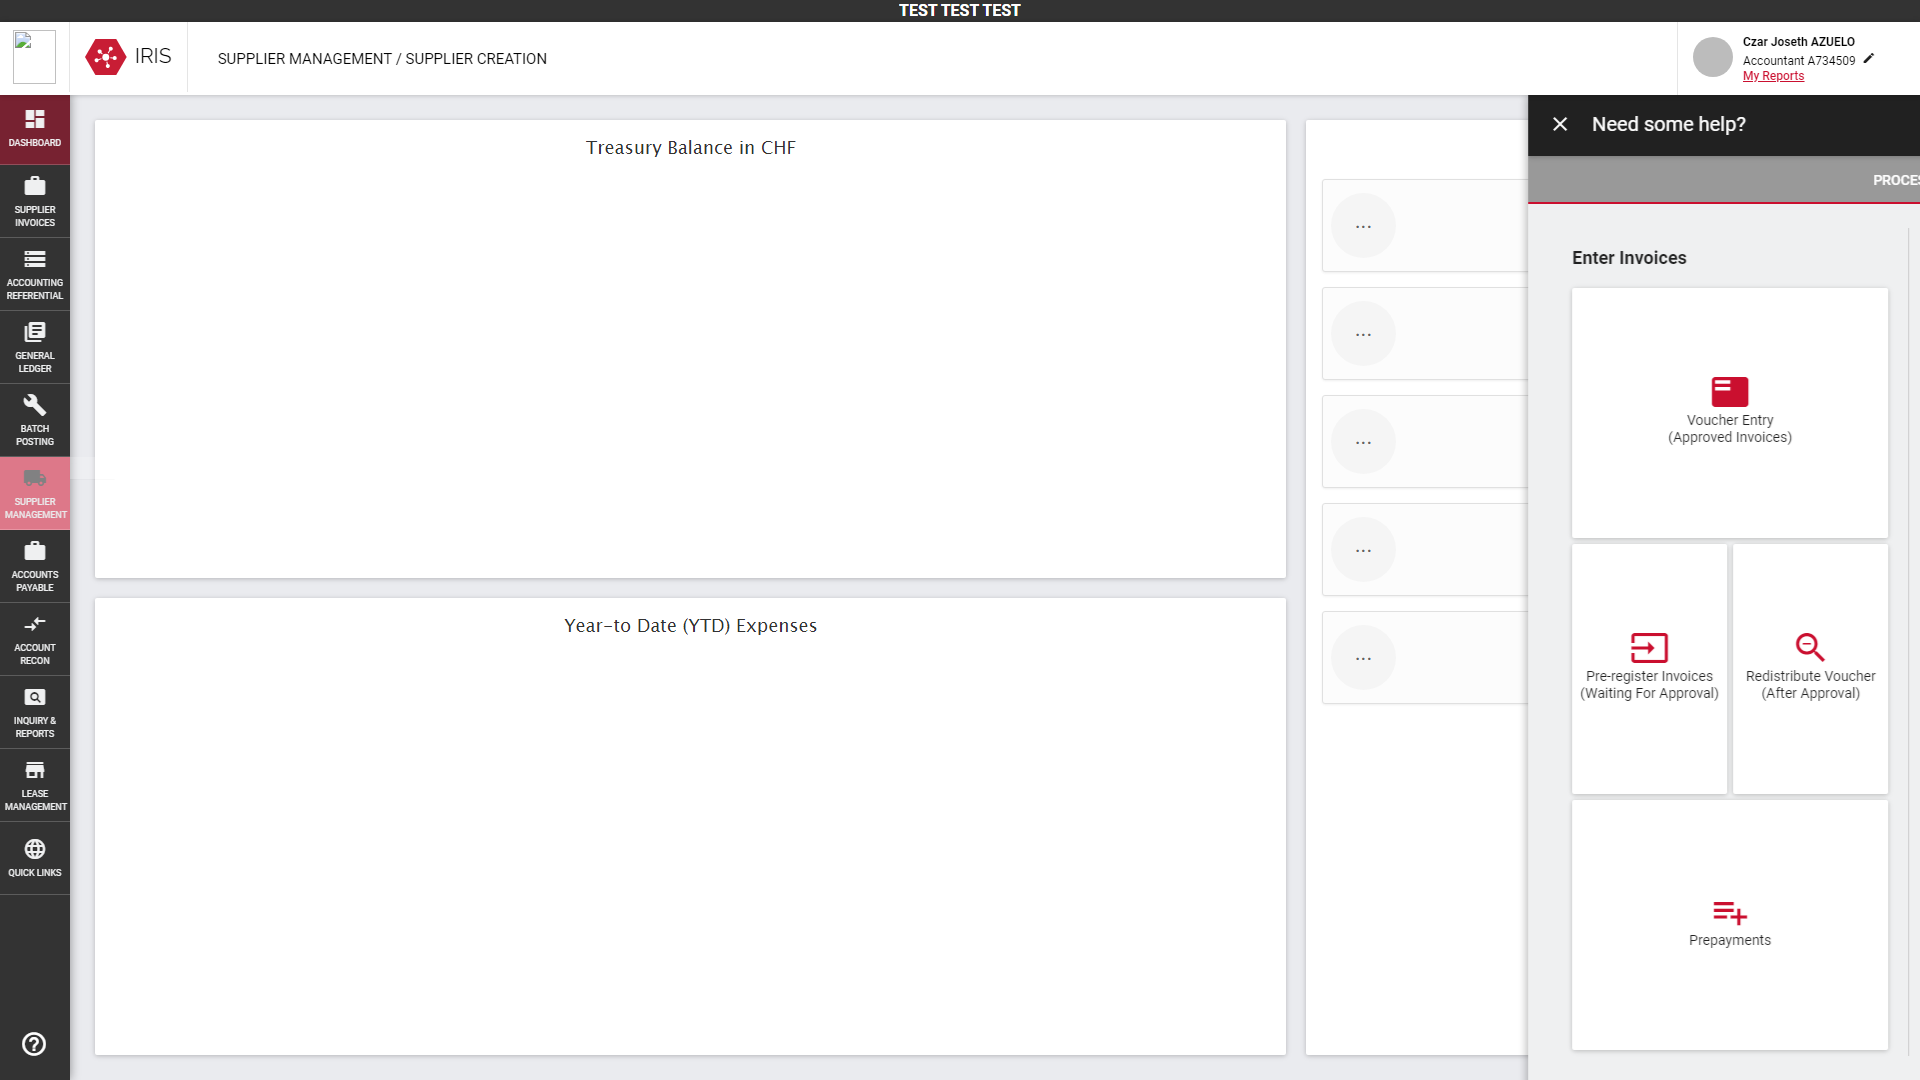 TEST TEST TEST
IRIS
SUPPLIER MANAGEMENT / SUPPLIER CREATION
Czar Joseth AZUELO
Accountant A734509
My Reports
DASHBOARD
SUPPLIER
INVOICES
ACCOUNTING
REFERENTIAL
GENERAL
LEDGER
BATCH
POSTING
SUPPLIER
MANAGEMENT
ACCOUNTS
PAYABLE
ACCOUNT
RECON
INQUIRY &
REPORTS
LEASE
MANAGEMENT
QUICK LINKS
Treasury Balance in CHF
Year-to Date (YTD) Expenses
...
...
...
...
...
Need some help?
PROCES
Enter Invoices
Voucher Entry
(Approved Invoices)
Pre-register Invoices
(Waiting For Approval)
Redistribute Voucher
(After Approval)
Prepayments